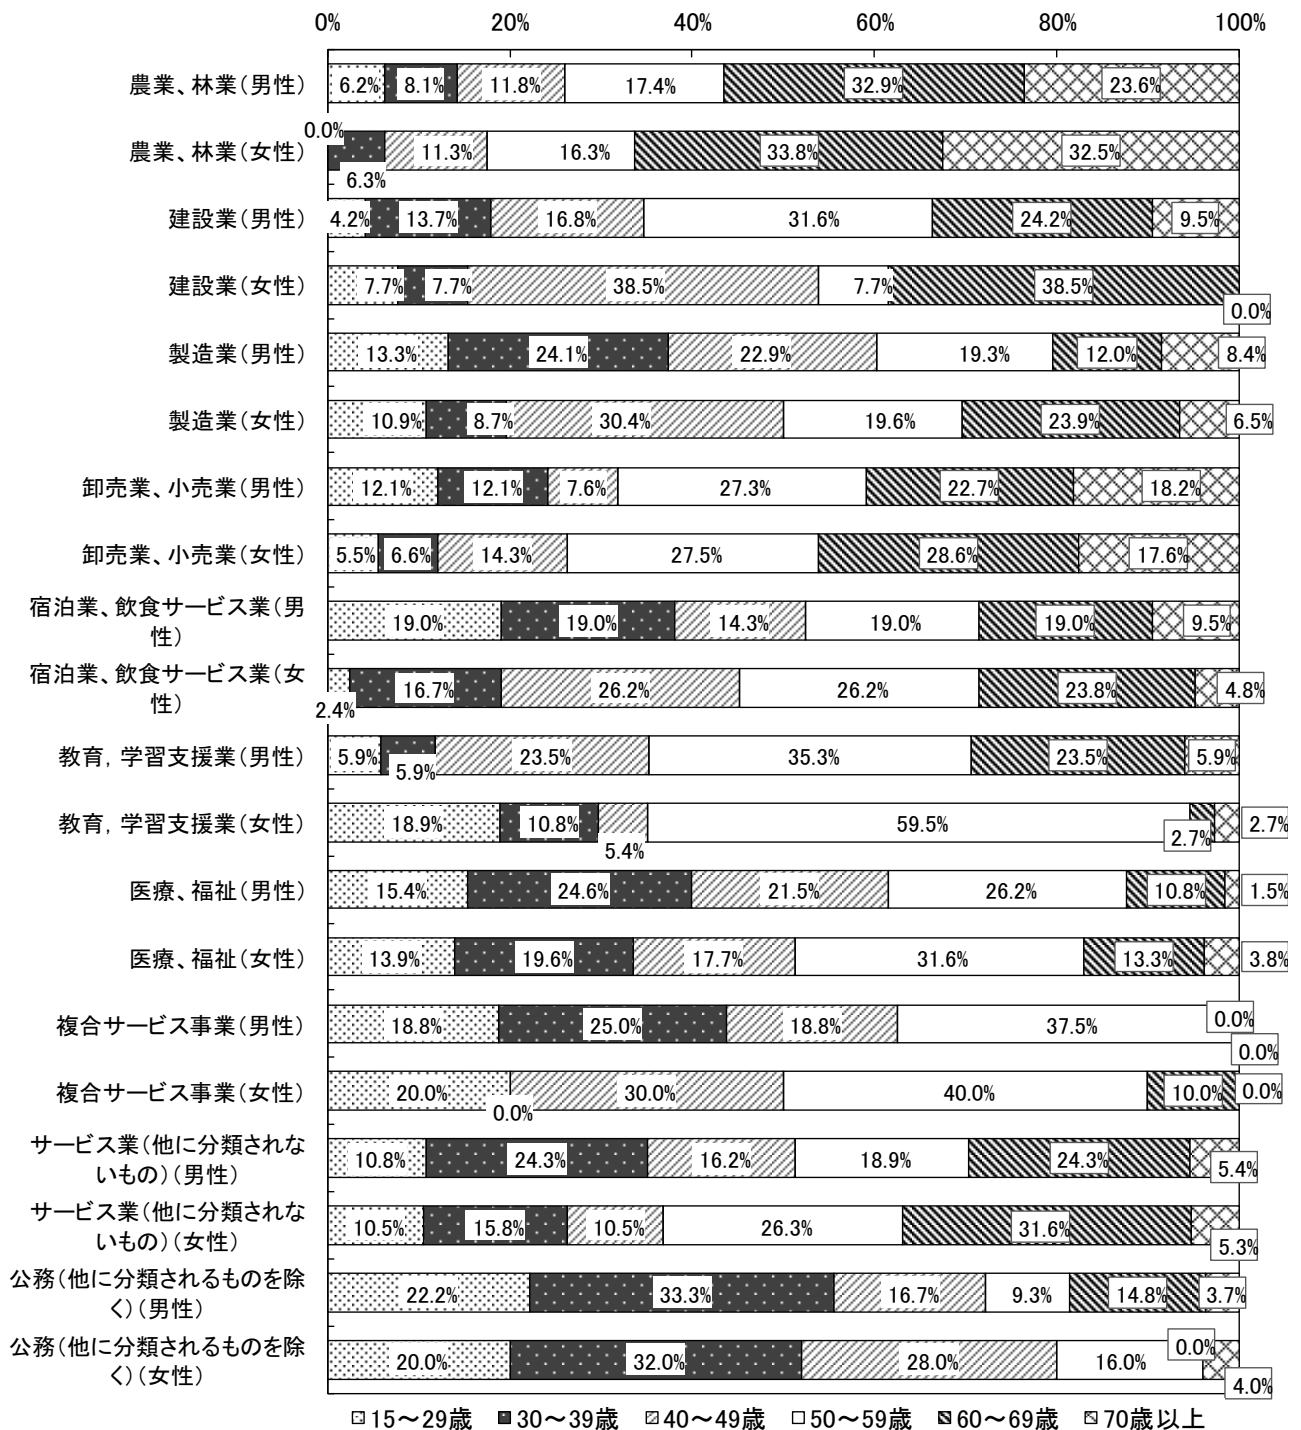 0% 20% 40% 60% 80% 100%
農業、林業(男性) 6.2% 8.1% 11.8% 17.4% 32.9% 23.6%
農業、林業(女性) 0.0% 6.3% 11.3% 16.3% 33.8% 32.5%
建設業(男性) 4.2% 13.7% 16.8% 31.6% 24.2% 9.5%
建設業(女性) 7.7% 7.7% 38.5% 7.7% 38.5% 0.0%
製造業(男性) 13.3% 24.1% 22.9% 19.3% 12.0% 8.4%
製造業(女性) 10.9% 8.7% 30.4% 19.6% 23.9% 6.5%
卸売業、小売業(男性) 12.1% 12.1% 7.6% 27.3% 22.7% 18.2%
卸売業、小売業(女性) 5.5% 6.6% 14.3% 27.5% 28.6% 17.6%
宿泊業、飲食サービス業(男
性) 19.0% 19.0% 14.3% 19.0% 19.0% 9.5%
宿泊業、飲食サービス業(女
性) 2.4% 16.7% 26.2% 26.2% 23.8% 4.8%
教育，学習支援業(男性) 5.9% 5.9% 23.5% 35.3% 23.5% 5.9%
教育，学習支援業(女性) 18.9% 10.8% 5.4% 59.5% 2.7% 2.7%
医療、福祉(男性) 15.4% 24.6% 21.5% 26.2% 10.8% 1.5%
医療、福祉(女性) 13.9% 19.6% 17.7% 31.6% 13.3% 3.8%
複合サービス事業(男性) 18.8% 25.0% 18.8% 37.5% 0.0% 0.0%
複合サービス事業(女性) 20.0% 0.0% 30.0% 40.0% 10.0% 0.0%
サービス業(他に分類されな
いもの)(男性) 10.8% 24.3% 16.2% 18.9% 24.3% 5.4%
サービス業(他に分類されな
いもの)(女性) 10.5% 15.8% 10.5% 26.3% 31.6% 5.3%
公務(他に分類されるものを除
く)(男性) 22.2% 33.3% 16.7% 9.3% 14.8% 3.7%
公務(他に分類されるものを除
く)(女性) 20.0% 32.0% 28.0% 16.0% 0.0% 4.0%
15～29歳 30～39歳 40～49歳 50～59歳 60～69歳 70歳以上